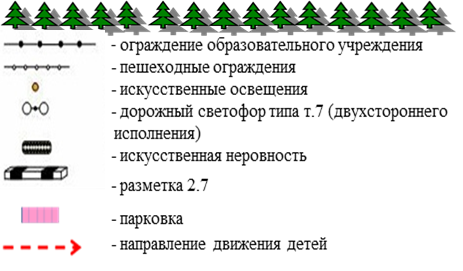 - ограждение образовательного учреждения
- пешеходные ограждения
- искусственные освещения
- дорожный светофор типа т.7 (двухстороннего
исполнения)
- искусственная неровность
- разметка 2.7
- парковка
- направление движения детей